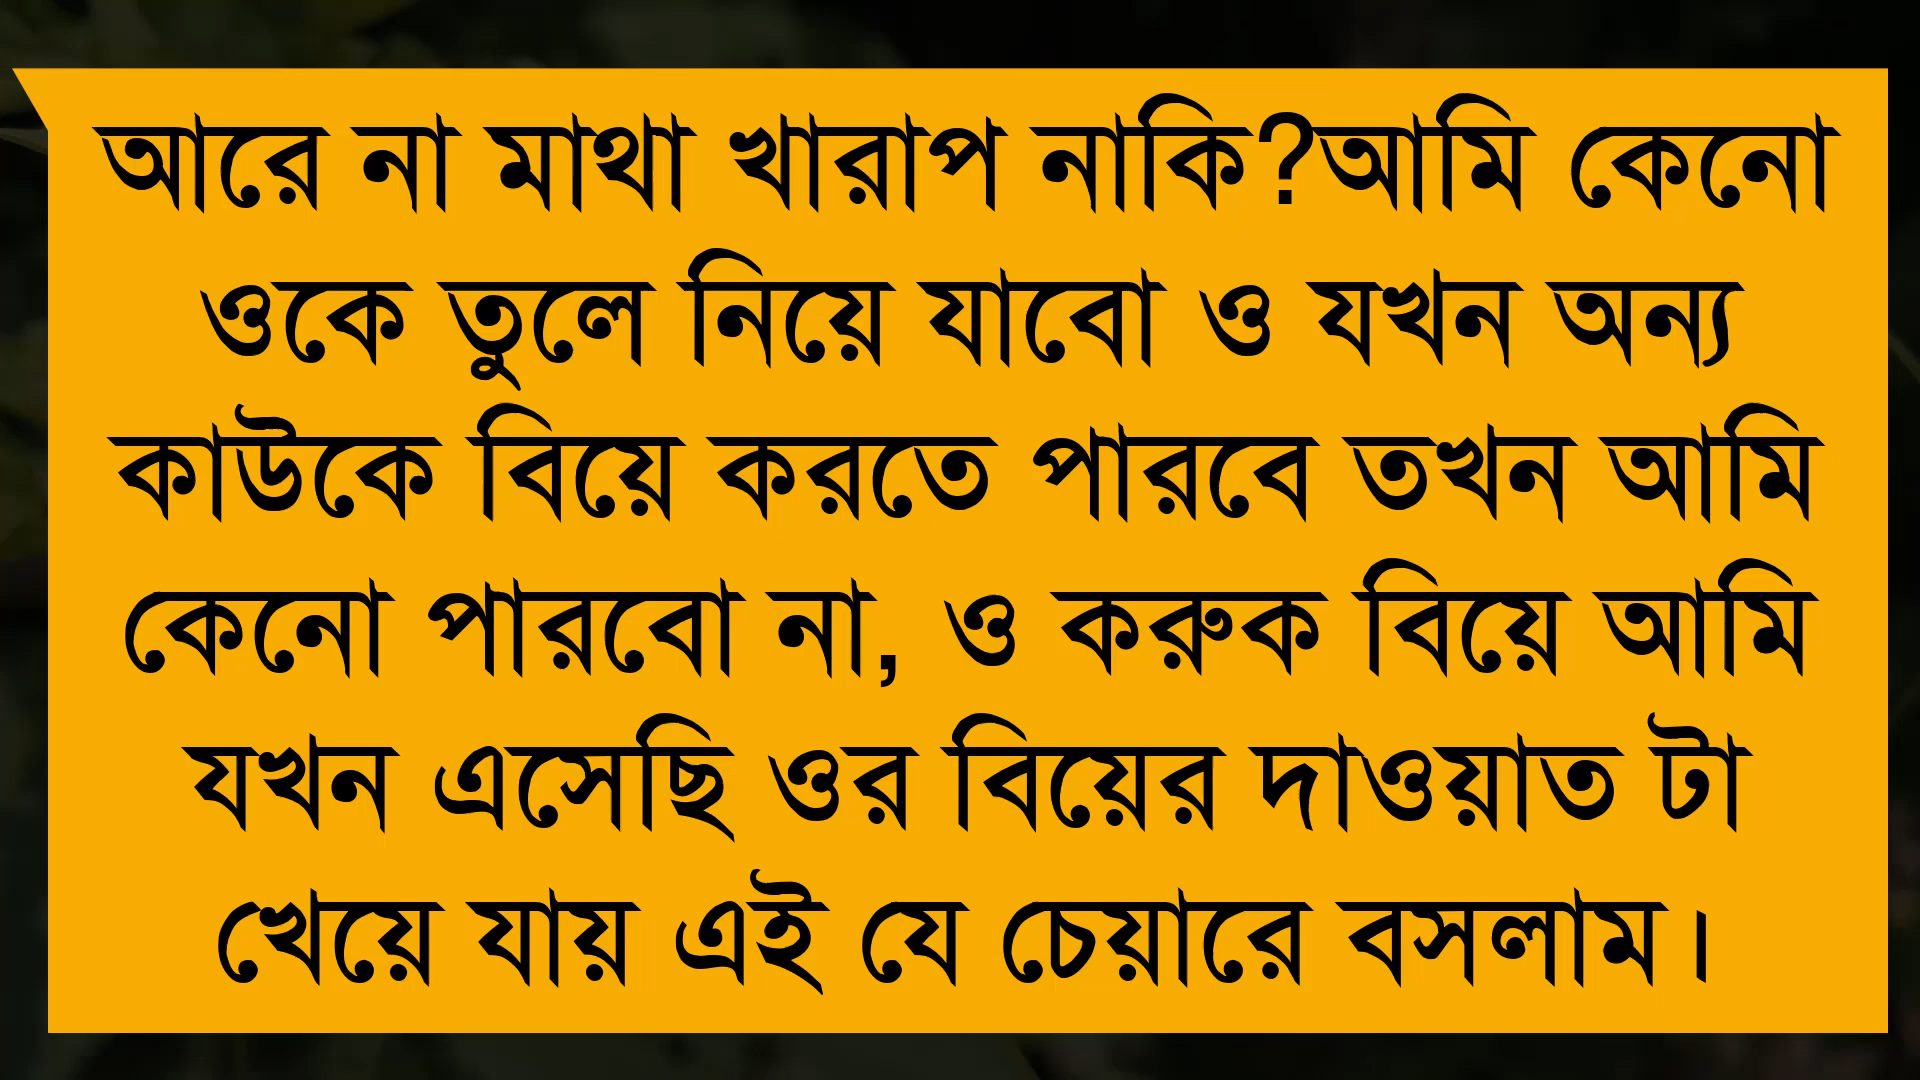 আরে না মাথা খারাপ নাকি?আমি কেনো
ওকে তুলে নিয়ে যাবো ও যখন অন্য
কাউকে বিয়ে করতে পারবে তখন আমি
কেনো পারবো না, ও করুক বিয়ে আমি
যখন এসেছি ওর বিয়ের দাওয়াত টা
খেয়ে যায় এই যে চেয়ারে বসলাম।